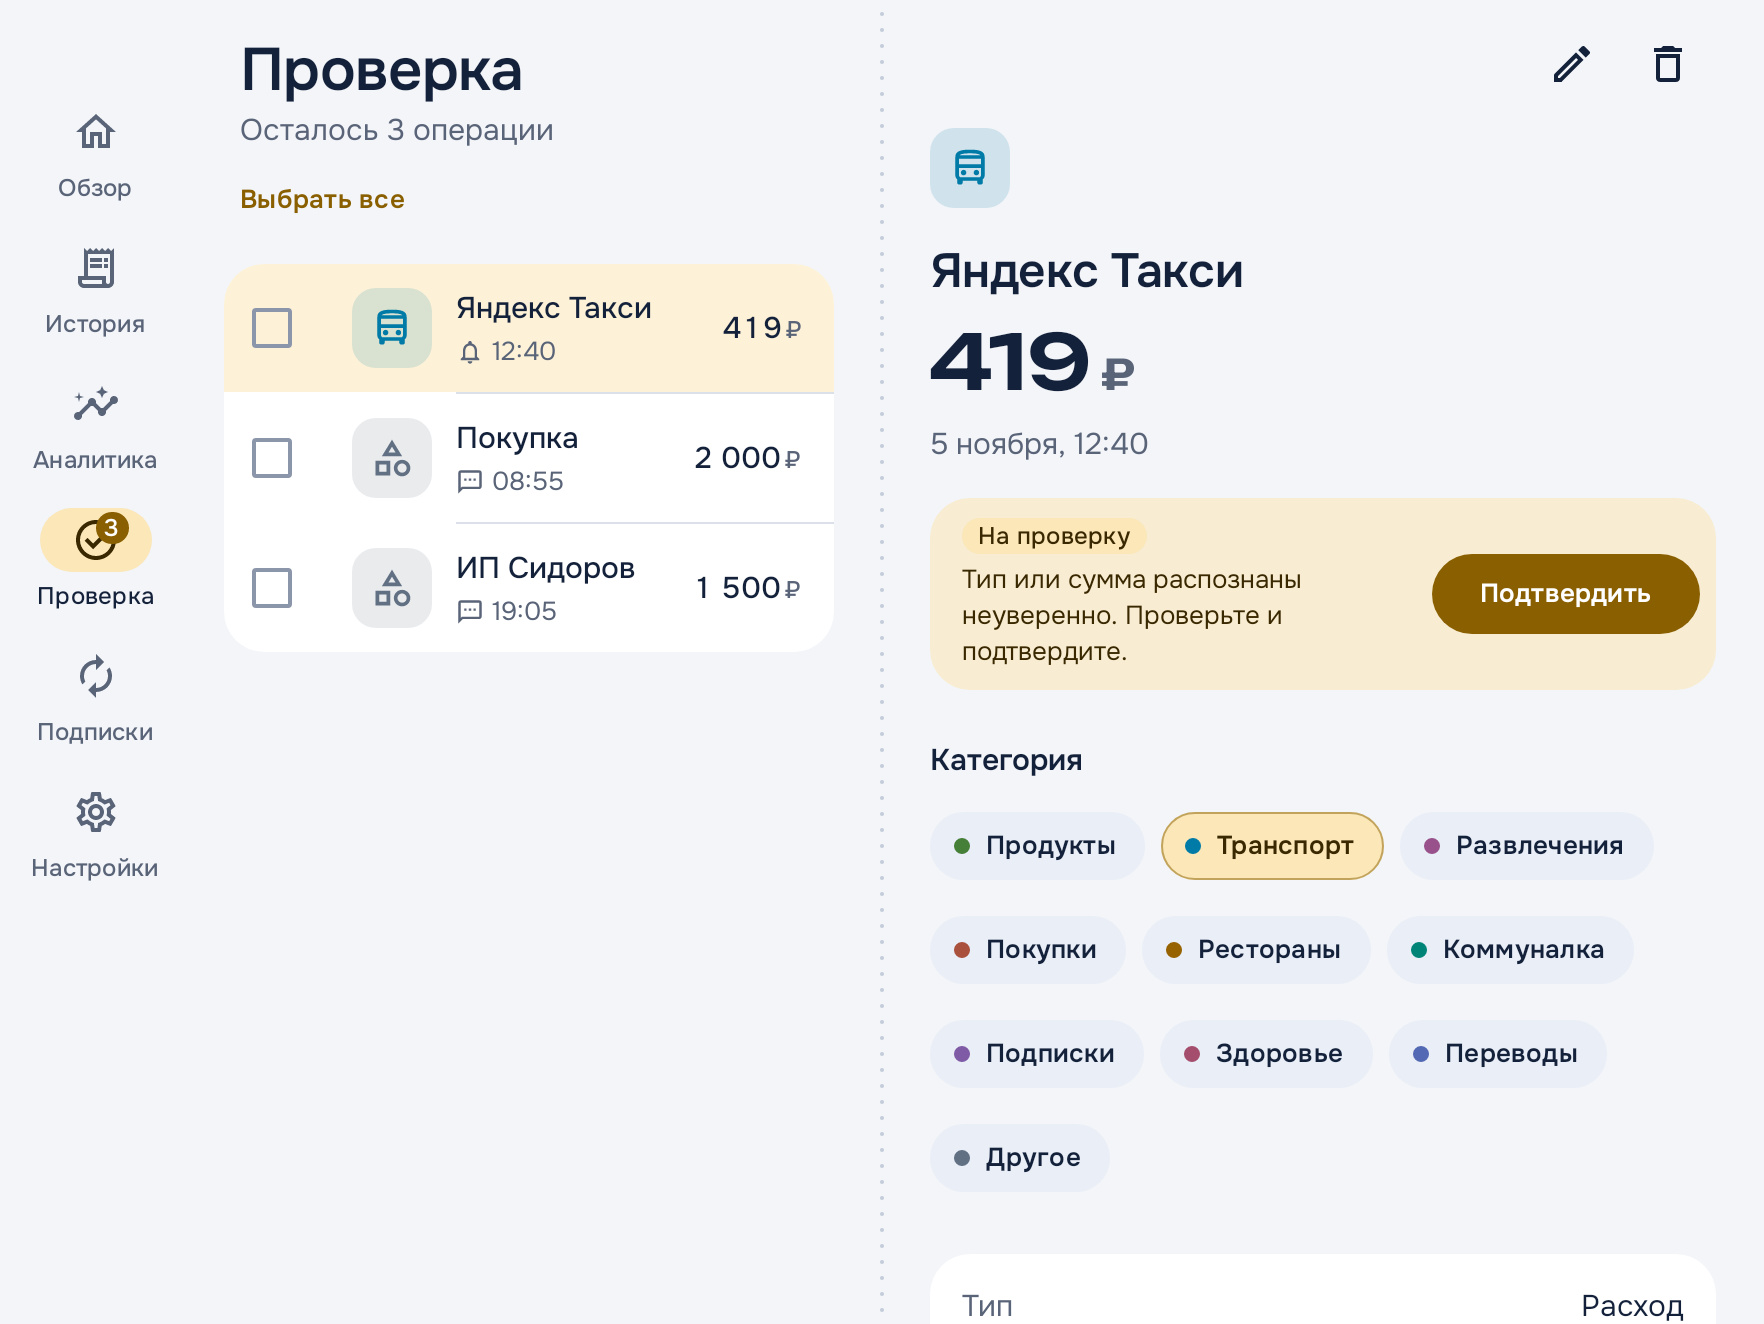 Проверка
Осталось 3 операции
Выбрать все
Обзор
История
Аналитика
3
Проверка
Подписки
Настройки
Яндекс Такси
12:40
419 ₽
Покупка
08:55
2 000 ₽
ИП Сидоров
19:05
1 500 ₽
Яндекс Такси
419 ₽
5 ноября, 12:40
На проверку
Тип или сумма распознаны
неуверенно. Проверьте и
подтвердите.
Подтвердить
Категория
Продукты
Транспорт
Развлечения
Покупки
Рестораны
Коммуналка
Подписки
Здоровье
Переводы
Другое
Тип
Расход